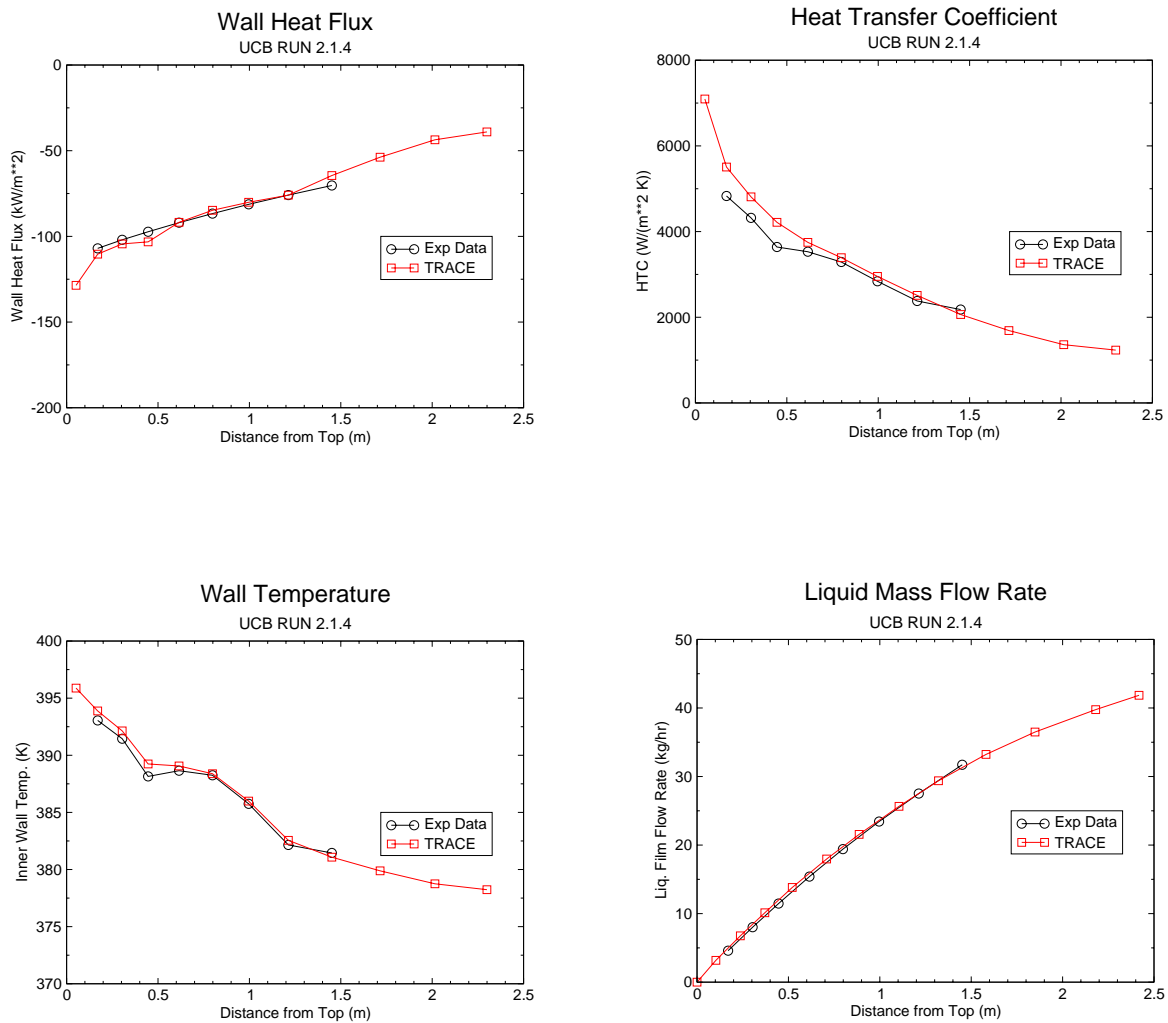 Wall Heat Flux
UCB RUN 2.1.4
0
-50
-100
-150
-200
Wall Heat Flux (kW/m**2)
Exp Data
TRACE
0 0.5 1 1.5 2 2.5
Distance from Top (m)
Heat Transfer Coefficient
UCB RUN 2.1.4
8000
6000
4000
2000
0
HTC (W/(m**2 K))
Exp Data
TRACE
0 0.5 1 1.5 2 2.5
Distance from Top (m)
Wall Temperature
UCB RUN 2.1.4
400
395
390
385
380
375
370
Inner Wall Temp. (K)
Exp Data
TRACE
0 0.5 1 1.5 2 2.5
Distance from Top (m)
Liquid Mass Flow Rate
UCB RUN 2.1.4
50
40
30
20
10
0
Liq. Film Flow Rate (kg/hr)
Exp Data
TRACE
0 0.5 1 1.5 2 2.5
Distance from Top (m)